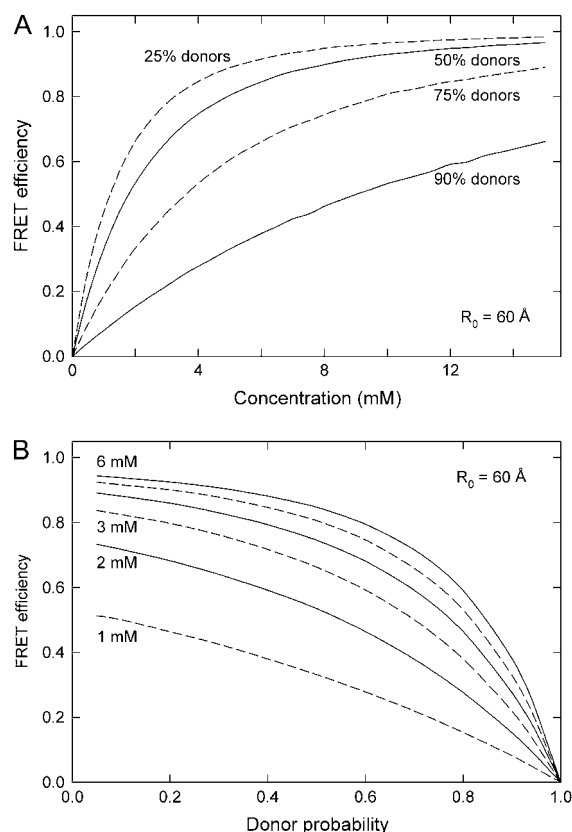 A
1.0
0.8
0.6
0.4
0.2
0.0
FRET efficiency
25% donors
50% donors
75% donors
90% donors
R0 = 60 Å
0 4 8 12
Concentration (mM)
B
1.0
0.8
0.6
0.4
0.2
0.0
FRET efficiency
6 mM
R0 = 60 Å
3 mM
2 mM
1 mM
0.0 0.2 0.4 0.6 0.8 1.0
Donor probability